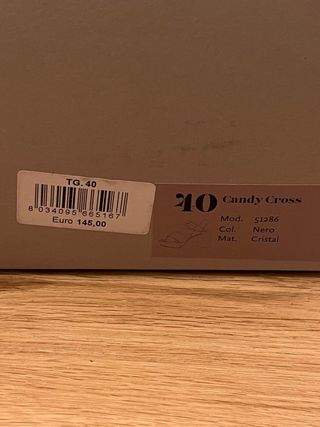 TG. 40
8 034095 665167
Euro 145,00
40 Candy Cross
Mod. 51286
Col. Nero
Mat. Cristal